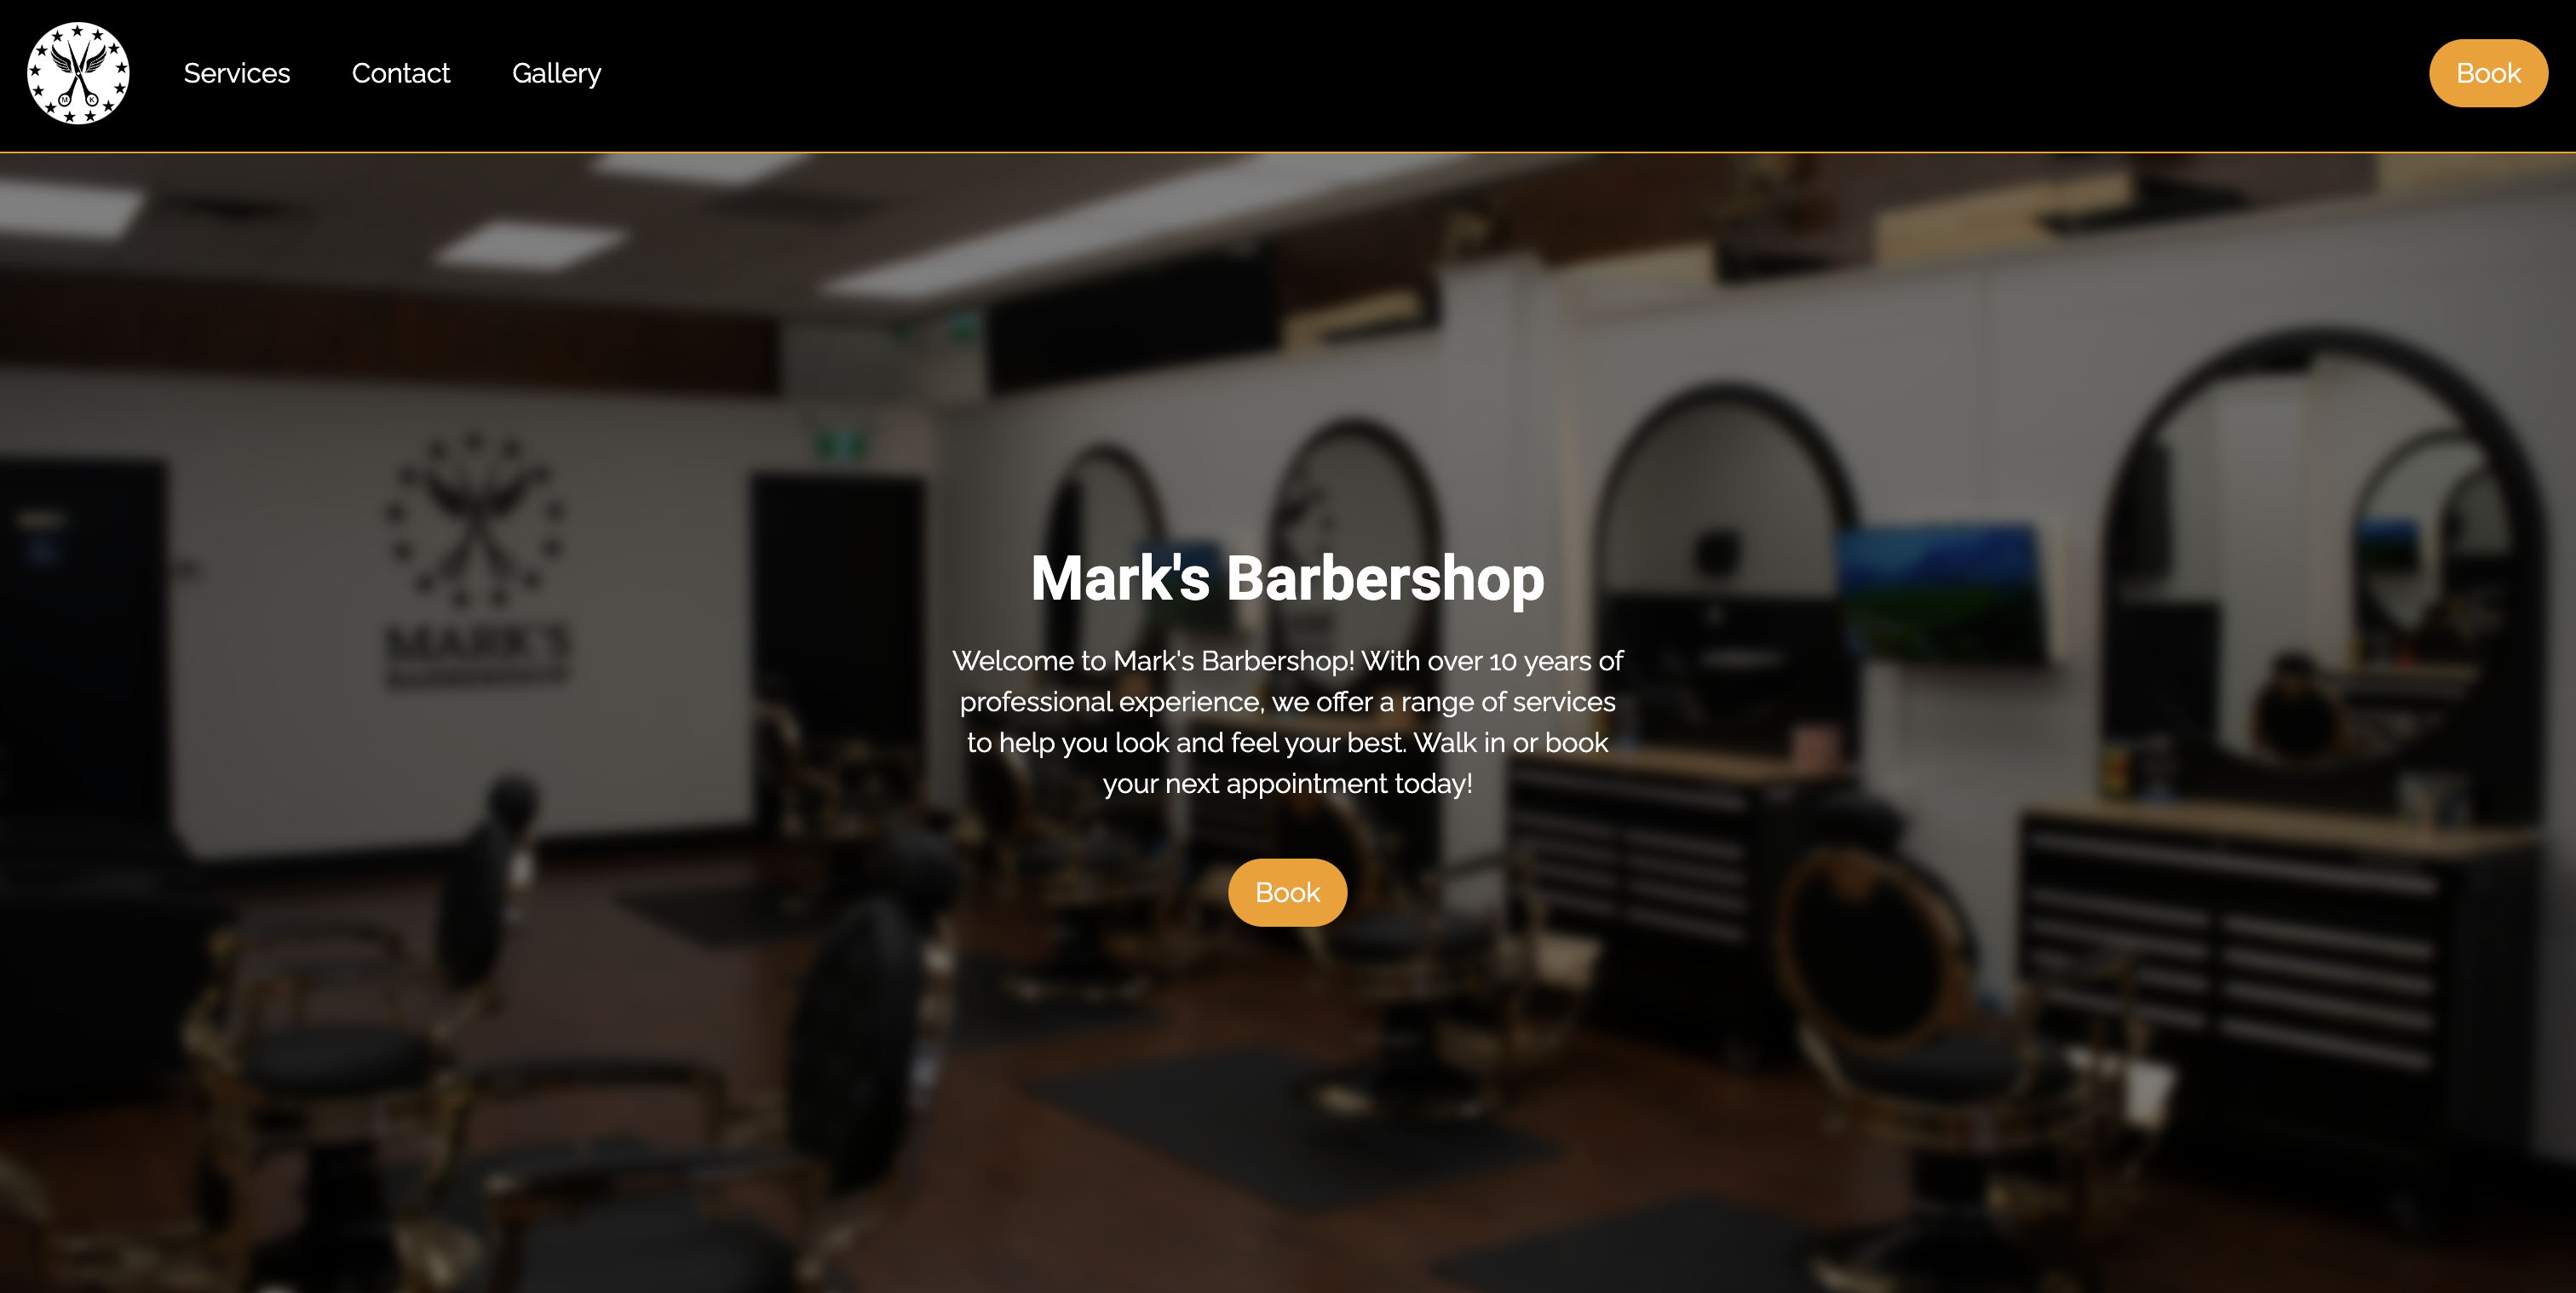 M K
Services
Contact
Gallery
Book
MARK'S
BARBERSHOP
Mark's Barbershop
Welcome to Mark's Barbershop! With over 10 years of
professional experience, we offer a range of services
to help you look and feel your best. Walk in or book
your next appointment today!
Book